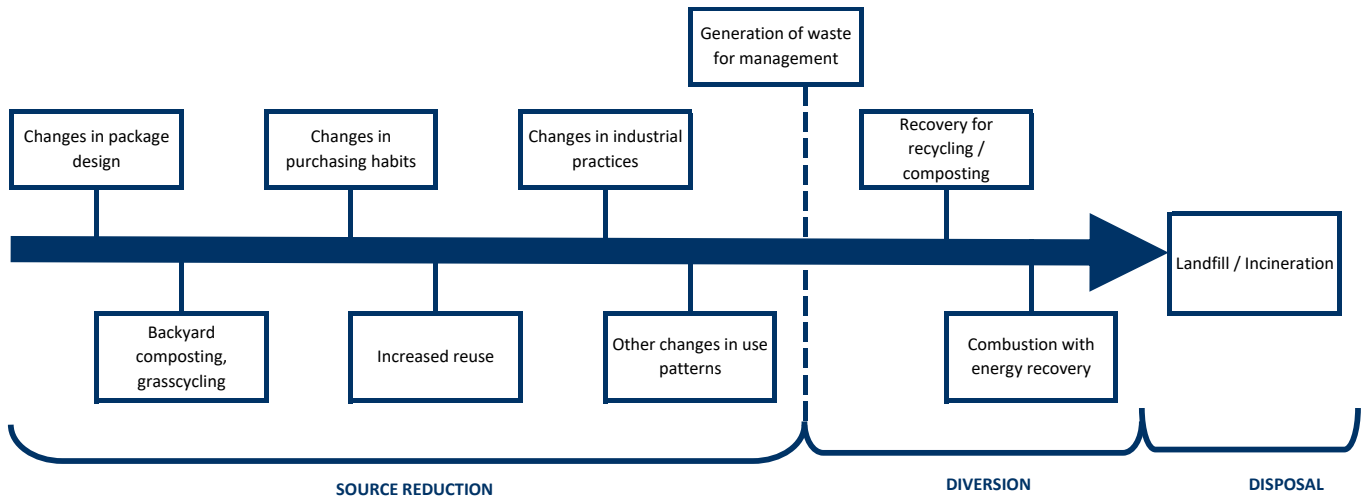 Generation of waste
for management
Changes in package
design
Changes in
purchasing habits
Changes in industrial
practices
Recovery for
recycling /
composting
Landfill / Incineration
Backyard
composting,
grasscycling
Increased reuse
Other changes in use
patterns
Combustion with
energy recovery
SOURCE REDUCTION
DIVERSION
DISPOSAL